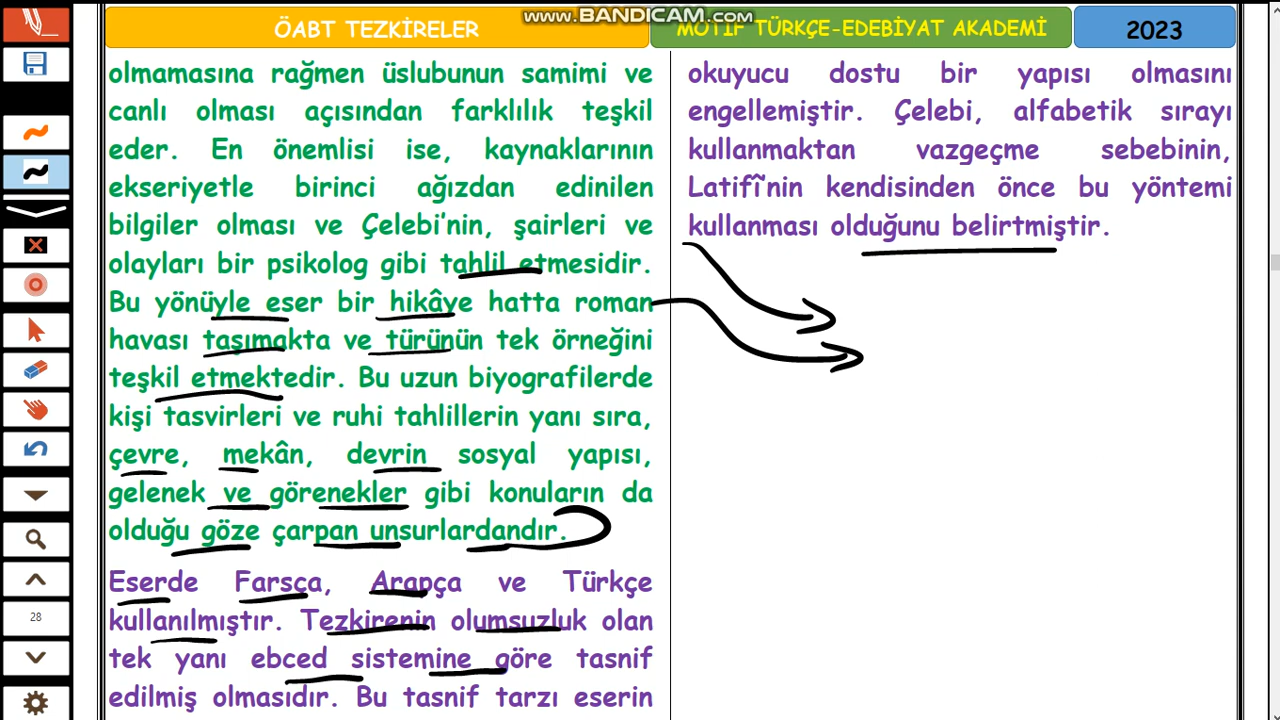 www.BANDICAM.com
ÖABT TEZKİRELER
MOTİF TÜRKÇE-EDEBİYAT AKADEMİ
2023
olmamasına rağmen üslubunun samimi ve
canlı olması açısından farklılık teşkil
eder. En önemlisi ise, kaynaklarının
ekseriyetle birinci ağızdan edinilen
bilgiler olması ve Çelebi’nin, şairleri ve
olayları bir psikolog gibi tahlil etmesidir.
Bu yönüyle eser bir hikâye hatta roman
havası taşımakta ve türünün tek örneğini
teşkil etmektedir. Bu uzun biyografilerde
kişi tasvirleri ve ruhi tahlillerin yanı sıra,
çevre, mekân, devrin sosyal yapısı,
gelenek ve görenekler gibi konuların da
olduğu göze çarpan unsurlardandır.
Eserde Farsça, Arapça ve Türkçe
kullanılmıştır. Tezkirenin olumsuzluk olan
tek yanı ebced sistemine göre tasnif
edilmiş olmasıdır. Bu tasnif tarzı eserin
okuyucu dostu bir yapısı olmasını
engellemiştir. Çelebi, alfabetik sırayı
kullanmaktan vazgeçme sebebinin,
Latifî’nin kendisinden önce bu yöntemi
kullanması olduğunu belirtmiştir.
28